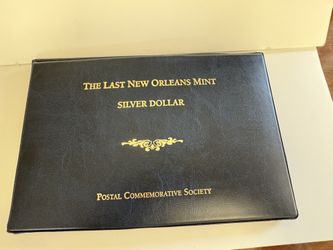 The Last New Orleans Mint
Silver Dollar
Postal Commemorative Society